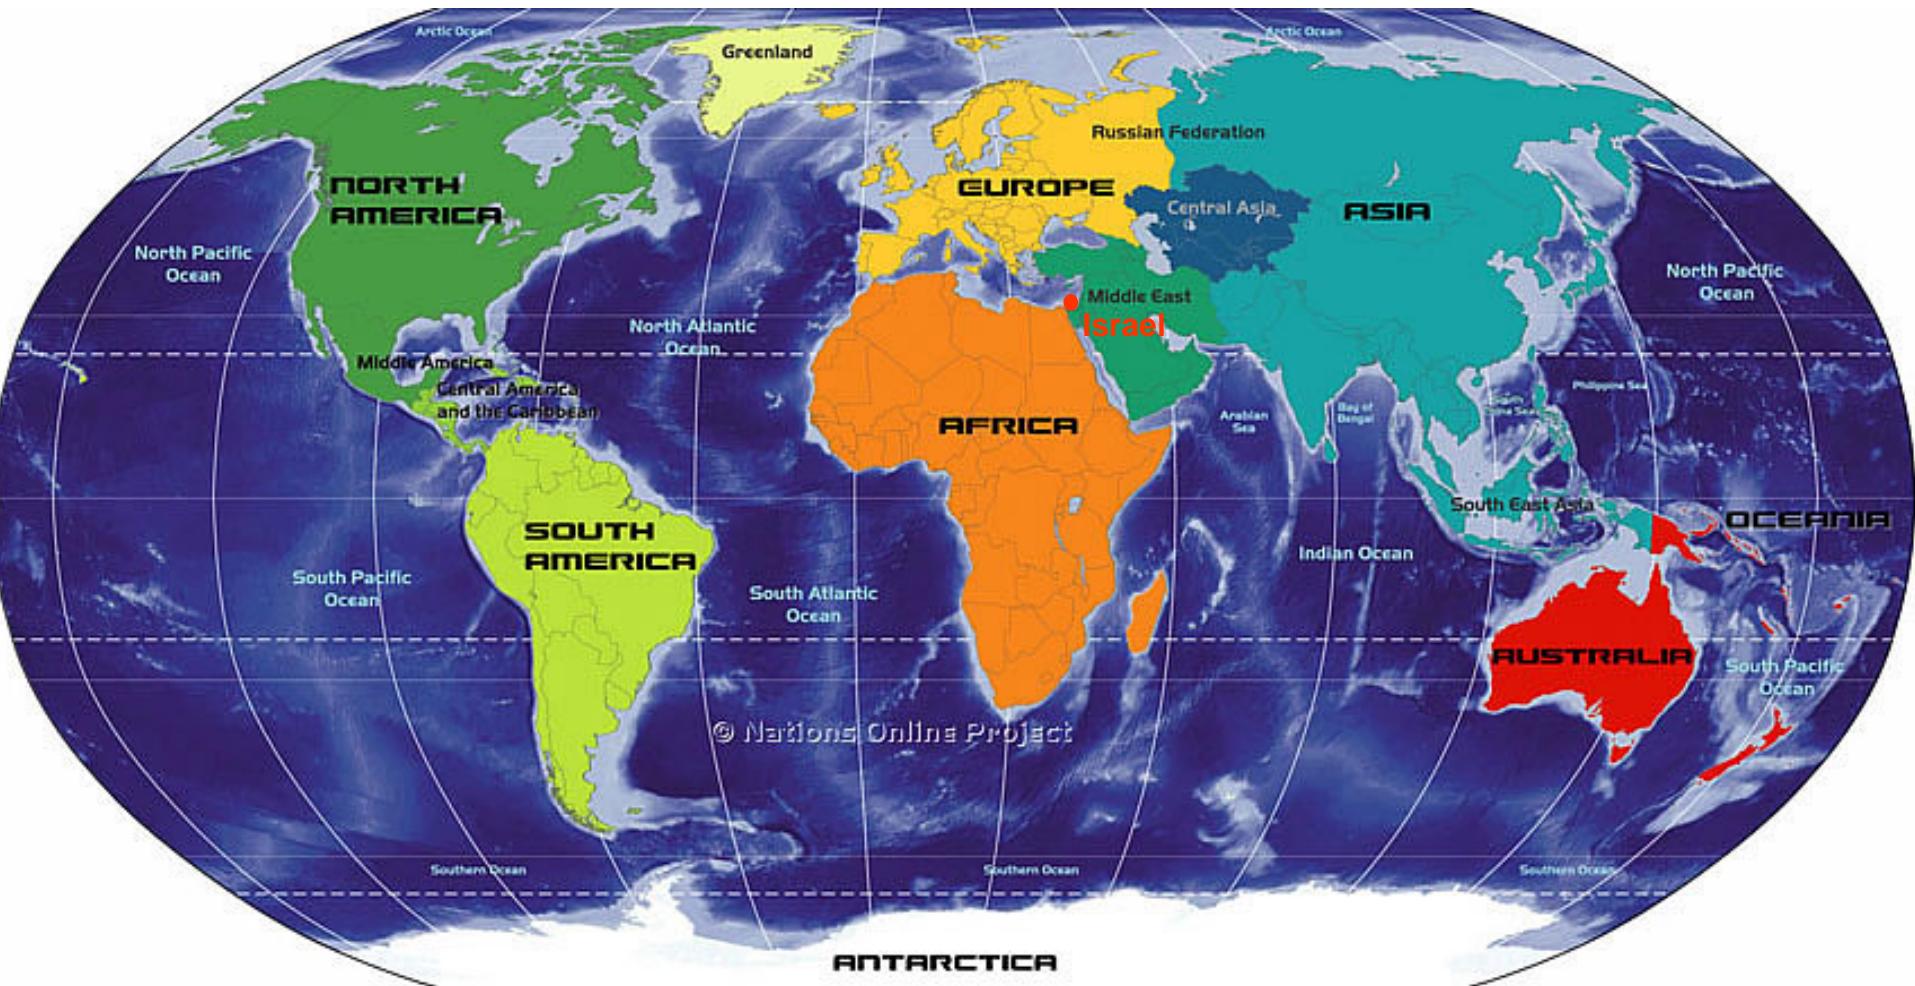 Arctic Ocean
Arctic Ocean
Greenland
Russian Federation
NORTH
AMERICA
EUROPE
Central Asia
ASIA
North Pacific
Ocean
North Pacific
Ocean
Middle East
Israel
North Atlantic
Ocean
Middle America
Central America
and the Caribbean
Philippine Sea
South
China Sea
Arabian
Sea
Bay of
Bengal
AFRICA
South East Asia
OCEANIA
SOUTH
AMERICA
Indian Ocean
South Pacific
Ocean
South Atlantic
Ocean
AUSTRALIA
South Pacific
Ocean
© Nations Online Project
Southern Ocean
Southern Ocean
Southern Ocean
ANTARCTICA